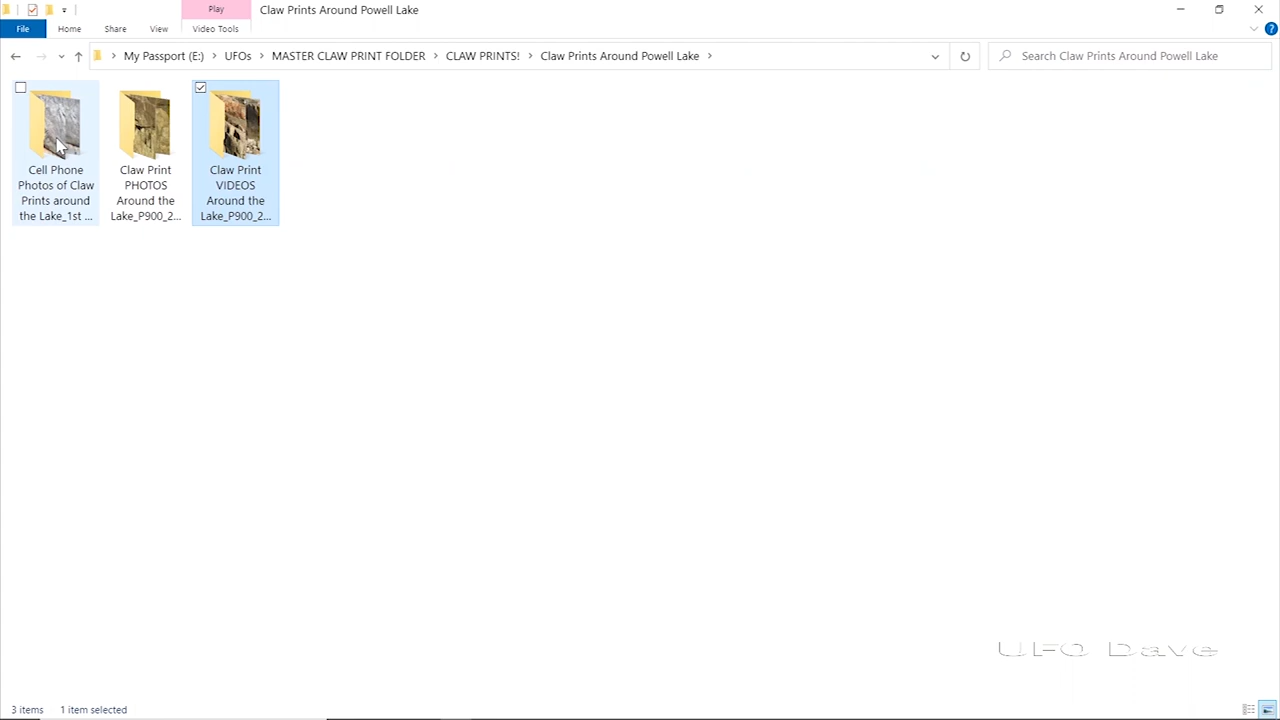 Play
Claw Prints Around Powell Lake
File
Home
Share
View
Video Tools
My Passport (E:)
UFOs
MASTER CLAW PRINT FOLDER
CLAW PRINTS!
Claw Prints Around Powell Lake
Search Claw Prints Around Powell Lake
Cell Phone
Photos of Claw
Prints around
the Lake_1st ...
Claw Print
PHOTOS
Around the
Lake_P900_2...
Claw Print
VIDEOS
Around the
Lake_P900_2...
UFO Dave
3 items
1 item selected